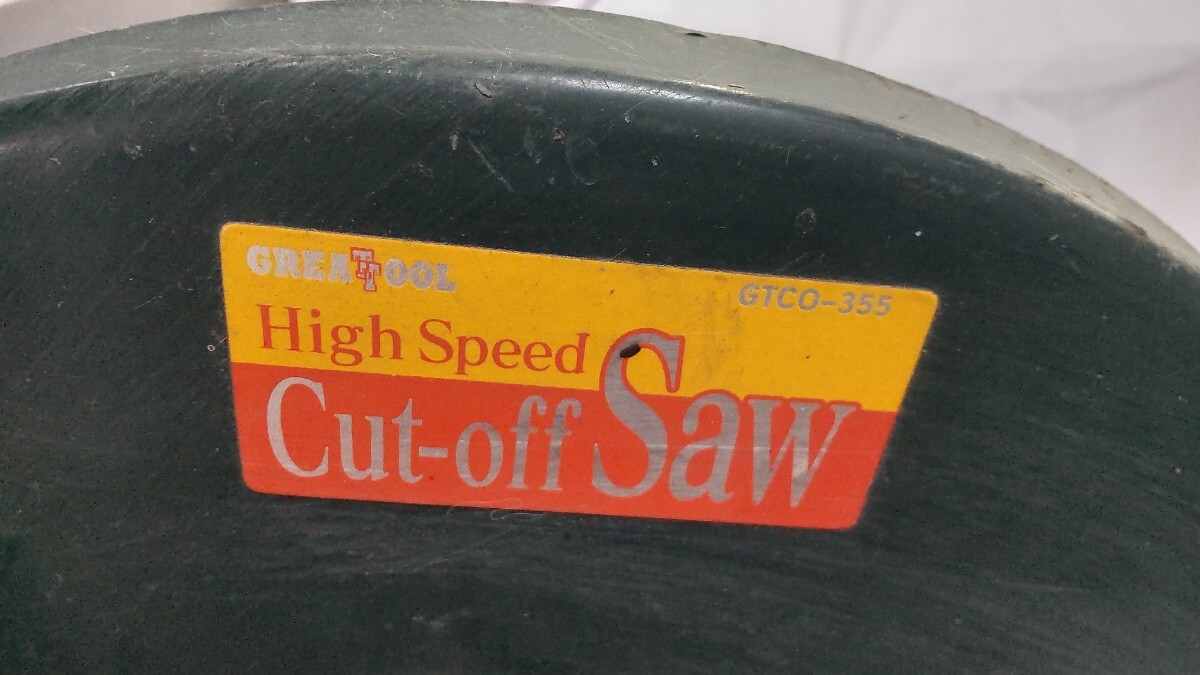 GREATTOOL
GTCO-355
High Speed
Cut-off Saw